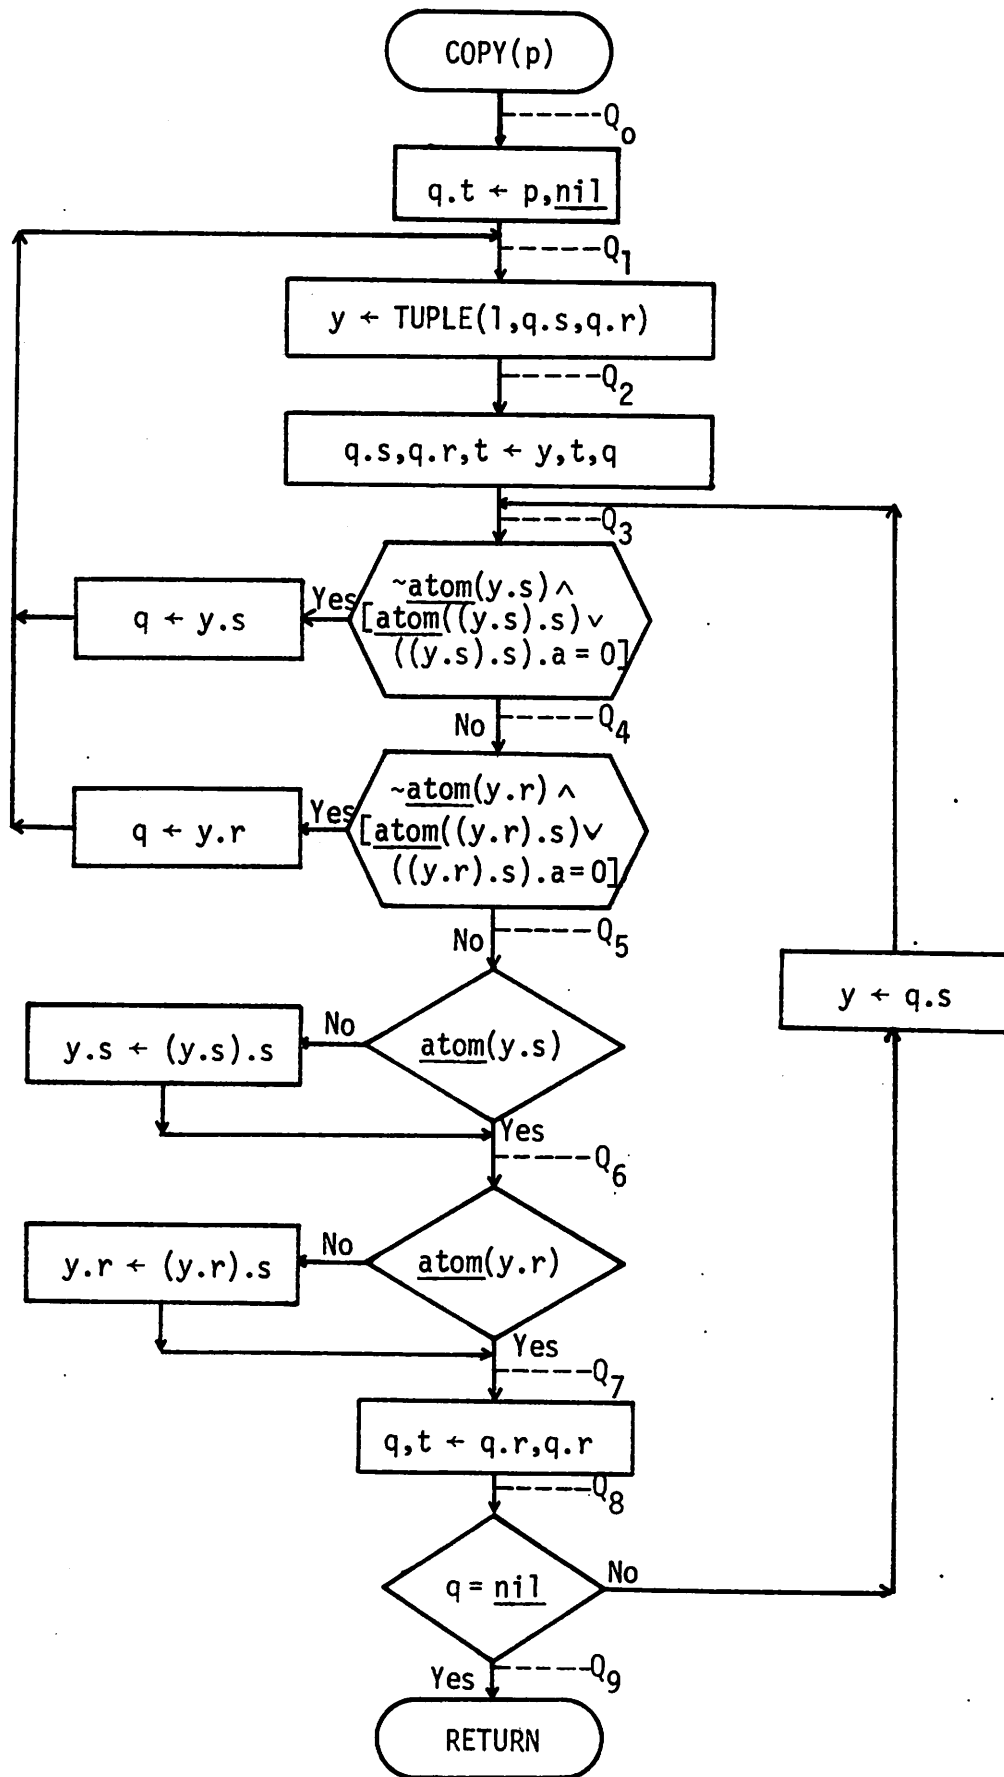 COPY(p)
Q0
q.t ← p,nil
Q1
y ← TUPLE(1,q.s,q.r)
Q2
q.s,q.r,t ← y,t,q
Q3
~atom(y.s) ∧
[atom((y.s).s) ∨
((y.s).s).a = 0]
Yes
q ← y.s
No
Q4
~atom(y.r) ∧
[atom((y.r).s) ∨
((y.r).s).a=0]
Yes
q ← y.r
No
Q5
y ← q.s
atom(y.s)
No
y.s ← (y.s).s
Yes
Q6
atom(y.r)
No
y.r ← (y.r).s
Yes
Q7
q,t ← q.r,q.r
Q8
q = nil
No
Yes
Q9
RETURN